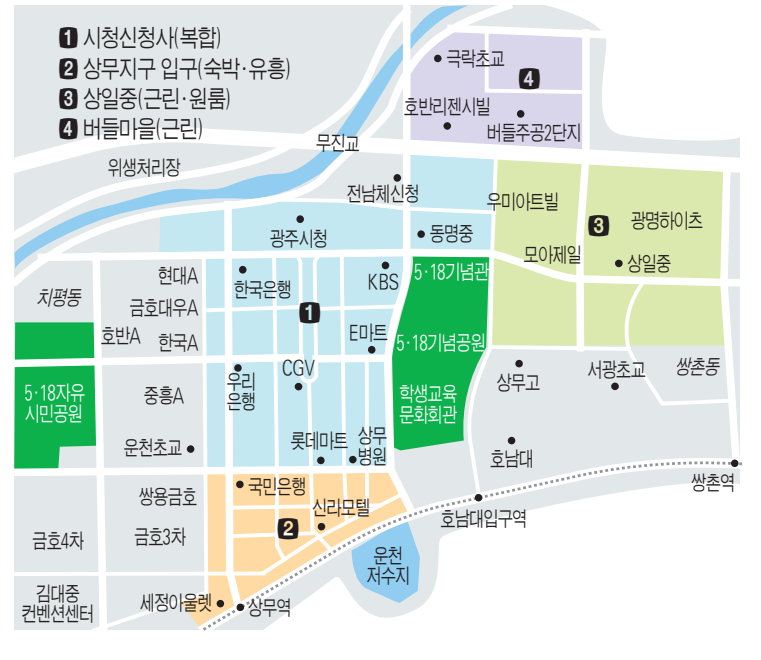 1 시청신청사(복합)
2 상무지구 입구(숙박·유흥)
3 상일중(근린·원룸)
4 버들마을(근린)
극락초교
4
호반리젠시빌
버들주공2단지
무진교
위생처리장
전남체신청
우미아트빌
광주시청
동명중
3
광명하이츠
모아제일
상일중
현대A
한국은행
KBS
5·18기념관
치평동
금호대우A
1
호반A
한국A
E마트
5·18기념공원
CGV
상무고
서광초교
쌍촌동
5·18자유
시민공원
중흥A
우리
은행
학생교육
문화회관
운천초교
롯데마트
상무
병원
호남대
쌍촌역
쌍용금호
국민은행
신라모텔
호남대입구역
금호4차
금호3차
2
운천
저수지
김대중
컨벤션센터
세정아울렛
상무역